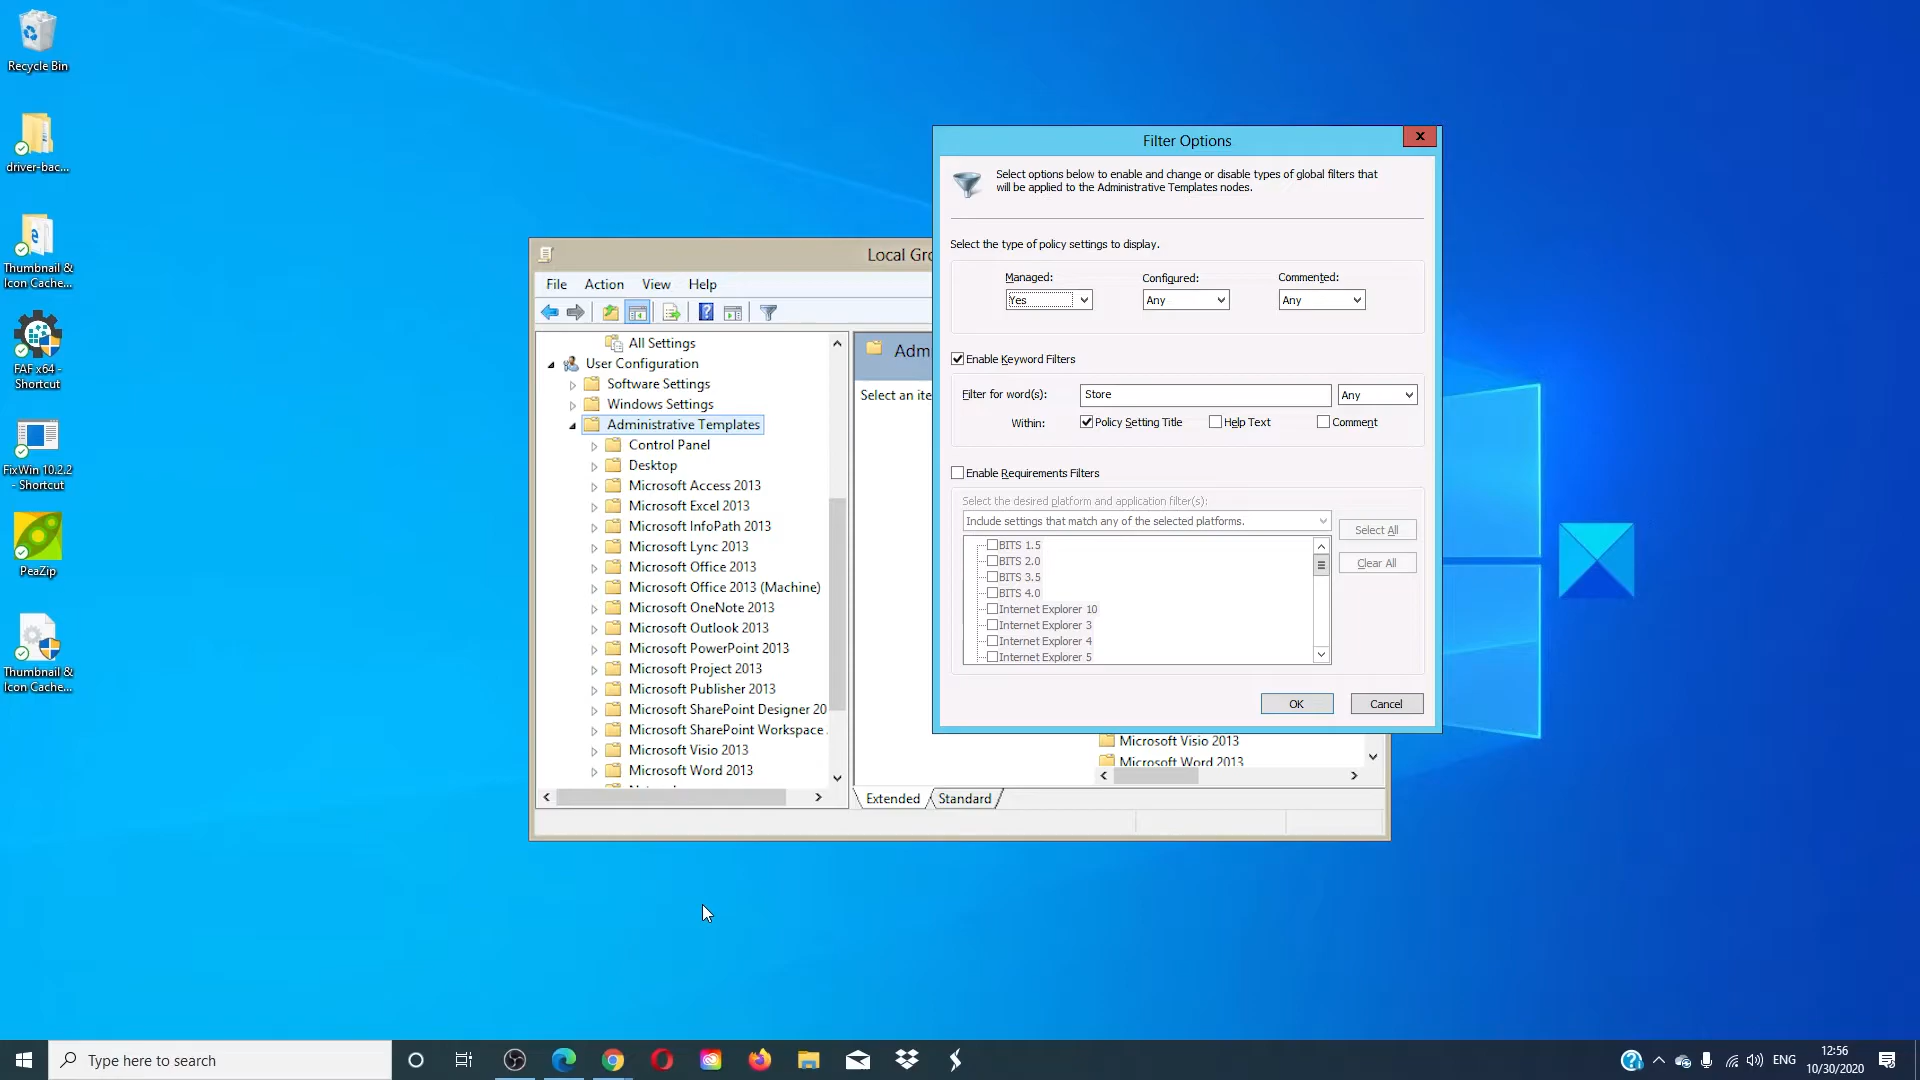 Recycle Bin
driver-bac...
Thumbnail &
Icon Cache...
FAF x64 -
Shortcut
FixWin 10.2.2
- Shortcut
PeaZip
Thumbnail &
Icon Cache...
Local Gro
File Action View Help
All Settings
User Configuration
Software Settings
Windows Settings
Administrative Templates
Control Panel
Desktop
Microsoft Access 2013
Microsoft Excel 2013
Microsoft InfoPath 2013
Microsoft Lync 2013
Microsoft Office 2013
Microsoft Office 2013 (Machine)
Microsoft OneNote 2013
Microsoft Outlook 2013
Microsoft PowerPoint 2013
Microsoft Project 2013
Microsoft Publisher 2013
Microsoft SharePoint Designer 20
Microsoft SharePoint Workspace
Microsoft Visio 2013
Microsoft Word 2013
Adm
Select an ite
Microsoft Visio 2013
Microsoft Word 2013
Extended Standard
Filter Options
Select options below to enable and change or disable types of global filters that
will be applied to the Administrative Templates nodes.
Select the type of policy settings to display.
Managed: Configured: Commented:
Yes Any Any
Enable Keyword Filters
Filter for word(s): Store Any
Within: Policy Setting Title Help Text Comment
Enable Requirements Filters
Select the desired platform and application filter(s):
Include settings that match any of the selected platforms.
Select All
Clear All
BITS 1.5
BITS 2.0
BITS 3.5
BITS 4.0
Internet Explorer 10
Internet Explorer 3
Internet Explorer 4
Internet Explorer 5
OK Cancel
Type here to search
ENG
12:56
10/30/2020